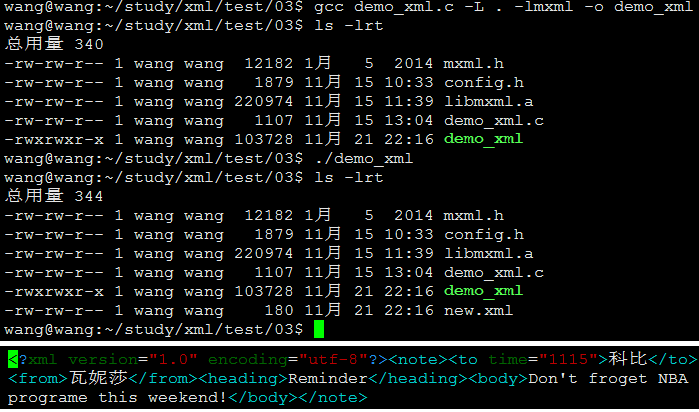 wang@wang:~/study/xml/test/03$ gcc demo_xml.c -L . -lmxml -o demo_xml
wang@wang:~/study/xml/test/03$ ls -lrt
总用量 340
-rw-rw-r-- 1 wang wang  12182 1月   5  2014 mxml.h
-rw-rw-r-- 1 wang wang   1879 11月 15 10:33 config.h
-rw-rw-r-- 1 wang wang 220974 11月 15 11:39 libmxml.a
-rw-rw-r-- 1 wang wang   1107 11月 15 13:04 demo_xml.c
-rwxrwxr-x 1 wang wang 103728 11月 21 22:16 demo_xml
wang@wang:~/study/xml/test/03$ ./demo_xml
wang@wang:~/study/xml/test/03$ ls -lrt
总用量 344
-rw-rw-r-- 1 wang wang  12182 1月   5  2014 mxml.h
-rw-rw-r-- 1 wang wang   1879 11月 15 10:33 config.h
-rw-rw-r-- 1 wang wang 220974 11月 15 11:39 libmxml.a
-rw-rw-r-- 1 wang wang   1107 11月 15 13:04 demo_xml.c
-rwxrwxr-x 1 wang wang 103728 11月 21 22:16 demo_xml
-rw-rw-r-- 1 wang wang    180 11月 21 22:16 new.xml
wang@wang:~/study/xml/test/03$
<?xml version="1.0" encoding="utf-8"?><note><to time="1115">科比</to>
<from>瓦妮莎</from><heading>Reminder</heading><body>Don't froget NBA
programe this weekend!</body></note>